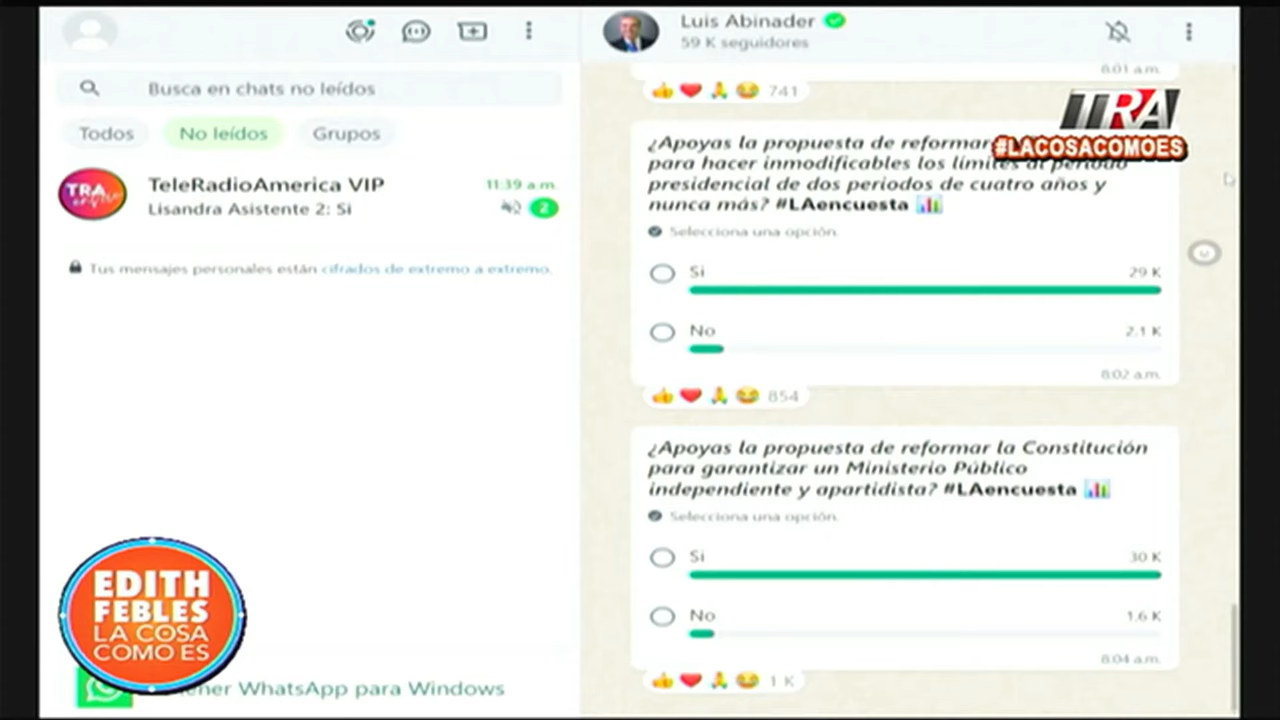 Luis Abinader
59 K seguidores
Busca en chats no leídos
Todos
No leídos
Grupos
TeleRadioAmerica VIP
11:39 a.m.
Lisandra Asistente 2: Si
2
Tus mensajes personales están cifrados de extremo a extremo.
8:01 a.m.
741
TRA
#LACOSACOMOES
¿Apoyas la propuesta de reformar
para hacer inmodificables los límites al período
presidencial de dos periodos de cuatro años y
nunca más? #LAencuesta
Selecciona una opción.
Si
29 K
No
2.1 K
8:02 a.m.
854
¿Apoyas la propuesta de reformar la Constitución
para garantizar un Ministerio Público
independiente y apartidista? #LAencuesta
Selecciona una opción.
Si
30 K
No
1.6 K
8:04 a.m.
1 K
EDITH
FEBLES
LA COSA
COMO ES
WhatsApp para Windows